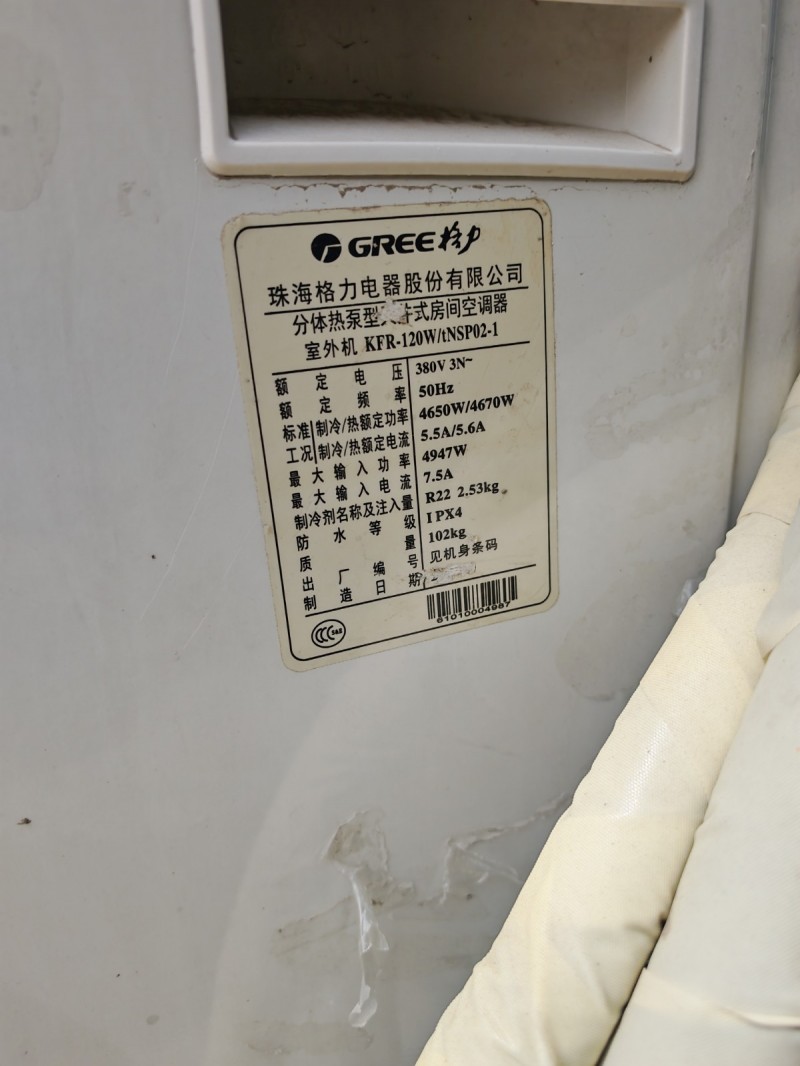 GREE格力
珠海格力电器股份有限公司
分体热泵型 式房间空调器
室外机 KFR-120W/tNSP02-1
额定电压 380V 3N~
额定频率 50Hz
标准 制冷/热额定功率 4650W/4670W
工况 制冷/热额定电流 5.5A/5.6A
最大输入功率 4947W
最大输入电流 7.5A
制冷剂名称及注入量 R22 2.53kg
防水等级 IPX4
质量 102kg
出厂编号 见机身条码
制造日期
CCC S&E
61010004987